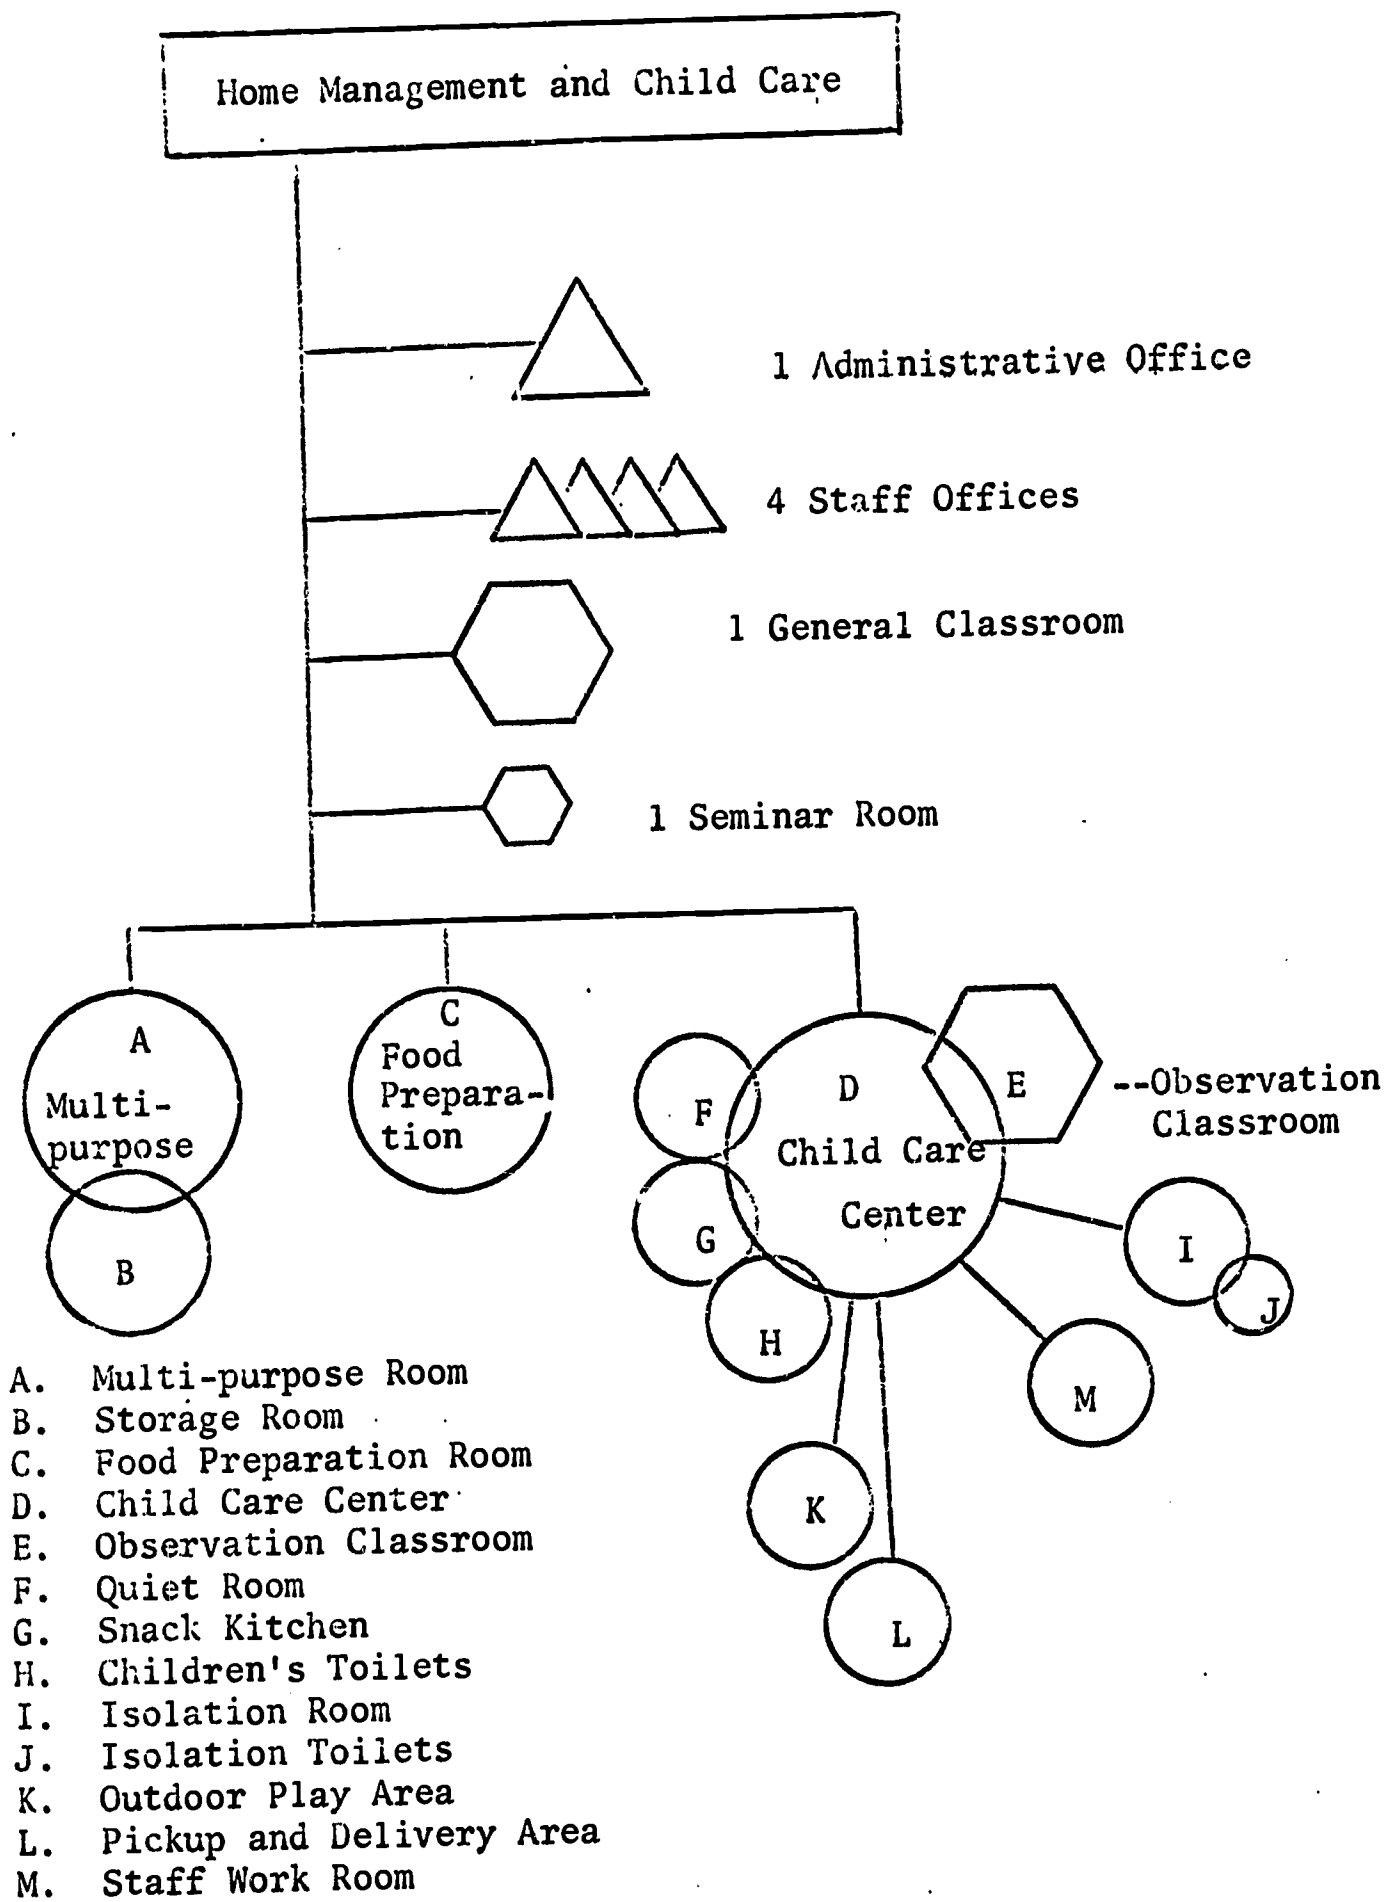 Home Management and Child Care
1 Administrative Office
4 Staff Offices
1 General Classroom
1 Seminar Room
A
Multi-
purpose
B
C
Food
Prepara-
tion
D
Child Care
Center
E
--Observation
Classroom
F
G
H
I
J
M
K
L
A. Multi-purpose Room
B. Storage Room
C. Food Preparation Room
D. Child Care Center
E. Observation Classroom
F. Quiet Room
G. Snack Kitchen
H. Children's Toilets
I. Isolation Room
J. Isolation Toilets
K. Outdoor Play Area
L. Pickup and Delivery Area
M. Staff Work Room